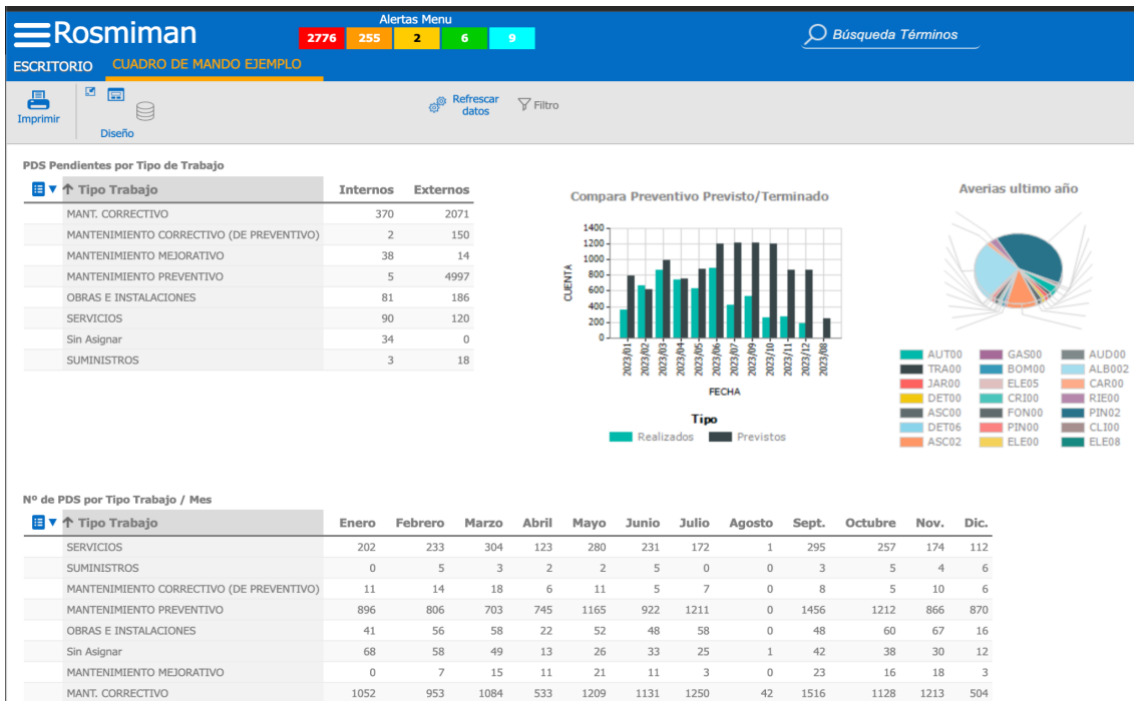 Rosmiman
Alertas Menu
2776 255 2 6 9
Búsqueda Términos
ESCRITORIO CUADRO DE MANDO EJEMPLO
Imprimir
Diseño
Refrescar datos
Filtro
PDS Pendientes por Tipo de Trabajo
Tipo Trabajo Internos Externos
MANT. CORRECTIVO 370 2071
MANTENIMIENTO CORRECTIVO (DE PREVENTIVO) 2 150
MANTENIMIENTO MEJORATIVO 38 14
MANTENIMIENTO PREVENTIVO 5 4997
OBRAS E INSTALACIONES 81 186
SERVICIOS 90 120
Sin Asignar 34 0
SUMINISTROS 3 18
Compara Preventivo Previsto/Terminado
CUENTA
1400
1200
1000
800
600
400
200
0
2023/01 2023/02 2023/03 2023/04 2023/05 2023/06 2023/07 2023/09 2023/10 2023/11 2023/12 2023/08
FECHA
Tipo
Realizados Previstos
Averias ultimo año
AUT00 GAS00 AUD00
TRA00 BOM00 ALB002
JAR00 ELE05 CAR00
DET00 CRI00 RIE00
ASC00 FON00 PIN02
DET06 PIN00 CLI00
ASC02 ELE00 ELE08
Nº de PDS por Tipo Trabajo / Mes
Tipo Trabajo Enero Febrero Marzo Abril Mayo Junio Julio Agosto Sept. Octubre Nov. Dic.
SERVICIOS 202 233 304 123 280 231 172 1 295 257 174 112
SUMINISTROS 0 5 3 2 2 5 0 0 3 5 4 6
MANTENIMIENTO CORRECTIVO (DE PREVENTIVO) 11 14 18 6 11 5 7 0 8 5 10 6
MANTENIMIENTO PREVENTIVO 896 806 703 745 1165 922 1211 0 1456 1212 866 870
OBRAS E INSTALACIONES 41 56 58 22 52 48 58 0 48 60 67 16
Sin Asignar 68 58 49 13 26 33 25 1 42 38 30 12
MANTENIMIENTO MEJORATIVO 0 7 15 11 21 11 3 0 23 16 18 3
MANT. CORRECTIVO 1052 953 1084 533 1209 1131 1250 42 1516 1128 1213 504